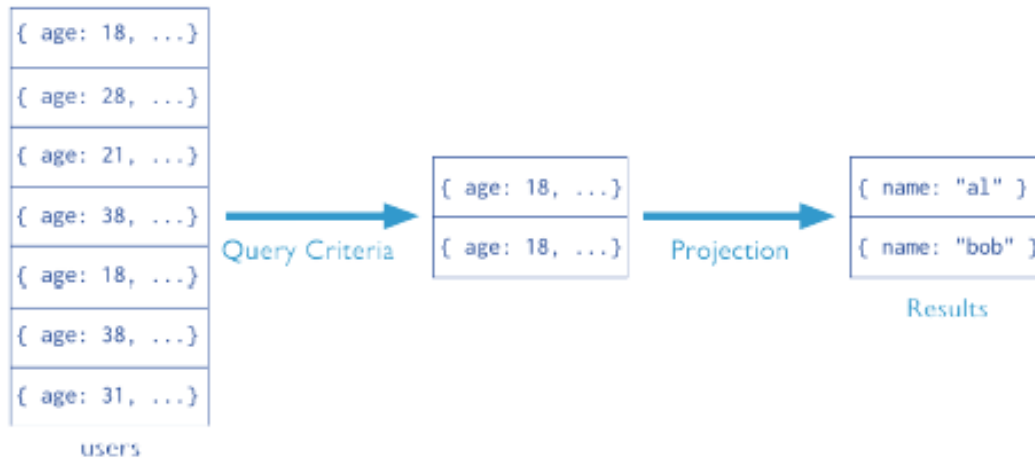 { age: 18, ...}
{ age: 28, ...}
{ age: 21, ...}
{ age: 38, ...}
{ age: 18, ...}
{ age: 38, ...}
{ age: 31, ...}
users
Query Criteria
{ age: 18, ...}
{ age: 18, ...}
Projection
{ name: "al" }
{ name: "bob" }
Results